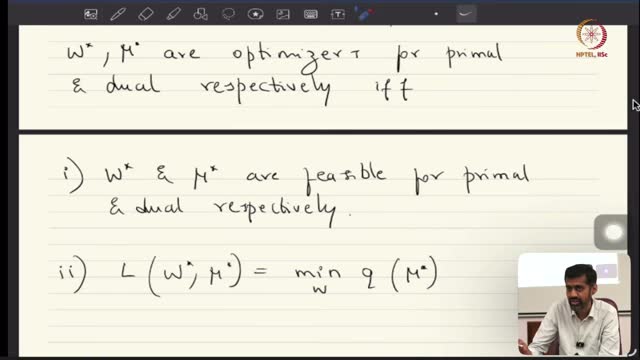 NPTEL, IISc
W*, μ* are optimizers for primal
& dual respectively iff
i) W* & μ* are feasible for primal
& dual respectively.
ii) L (W*, μ*) = min q (μ*)
W